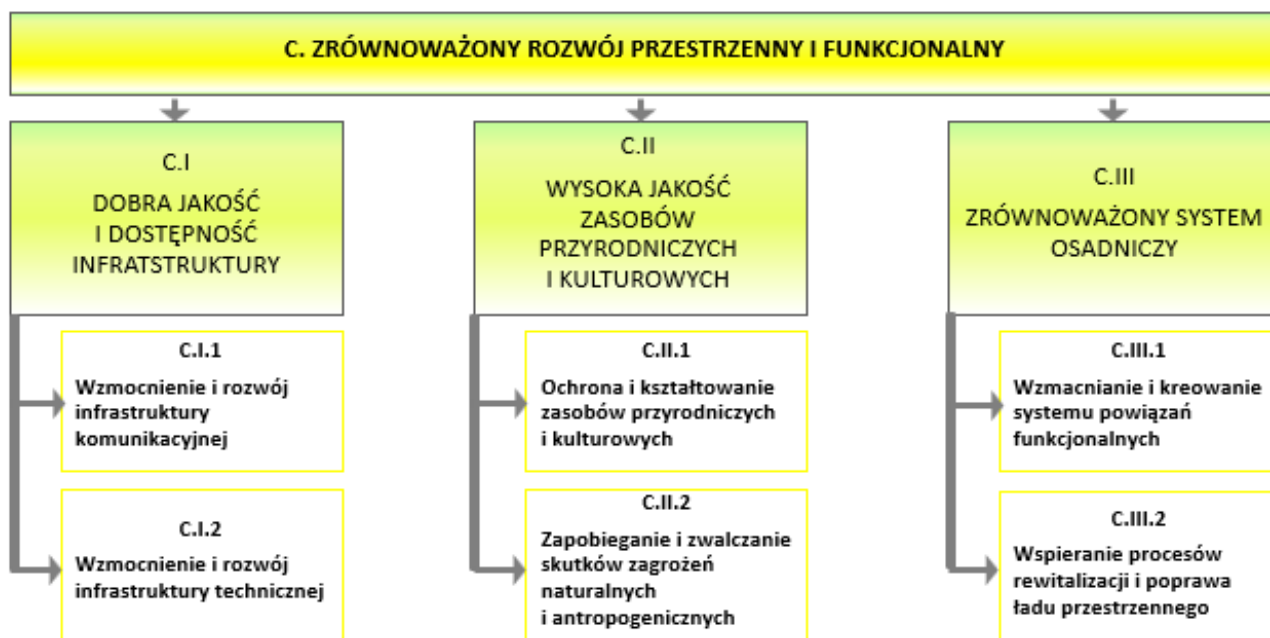 C. ZRÓWNOWAŻONY ROZWÓJ PRZESTRZENNY I FUNKCJONALNY
C.I
DOBRA JAKOŚĆ
I DOSTĘPNOŚĆ
INFRATSTRUKTURY
C.I.1
Wzmocnienie i rozwój
infrastruktury
komunikacyjnej
C.I.2
Wzmocnienie i rozwój
infrastruktury technicznej
C.II
WYSOKA JAKOŚĆ
ZASOBÓW
PRZYRODNICZYCH
I KULTUROWYCH
C.II.1
Ochrona i kształtowanie
zasobów przyrodniczych
i kulturowych
C.II.2
Zapobieganie i zwalczanie
skutków zagrożeń
naturalnych
i antropogenicznych
C.III
ZRÓWNOWAŻONY SYSTEM
OSADNICZY
C.III.1
Wzmacnianie i kreowanie
systemu powiązań
funkcjonalnych
C.III.2
Wspieranie procesów
rewitalizacji i poprawa
ładu przestrzennego